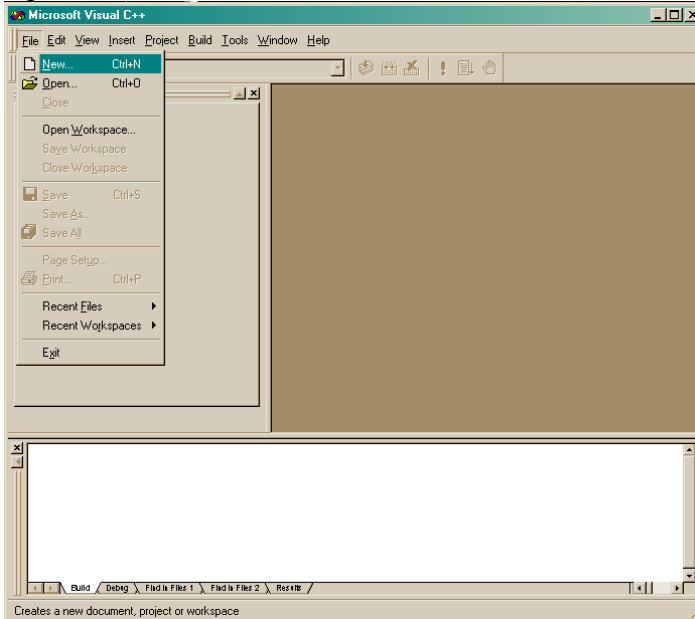 Microsoft Visual C++
File Edit View Insert Project Build Tools Window Help
New... Ctrl+N
Open... Ctrl+O
Close
Open Workspace...
Save Workspace
Close Workspace
Save Ctrl+S
Save As...
Save All
Page Setup...
Print... Ctrl+P
Recent Files
Recent Workspaces
Exit
Build Debug Find in Files 1 Find in Files 2 Results
Creates a new document, project or workspace